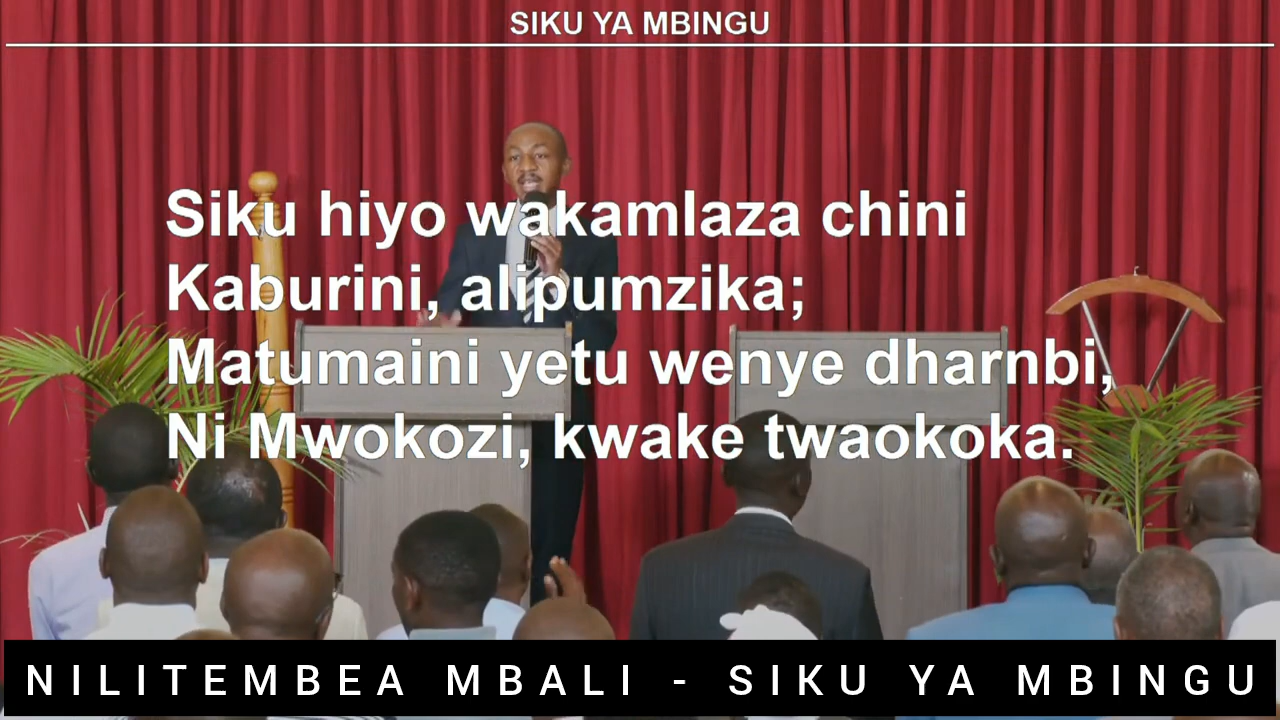 SIKU YA MBINGU
Siku hiyo wakamlaza chini
Kaburini, alipumzika;
Matumaini yetu wenye dharnbi,
Ni Mwokozi, kwake twaokoka.
NILITEMBEA MBALI - SIKU YA MBINGU